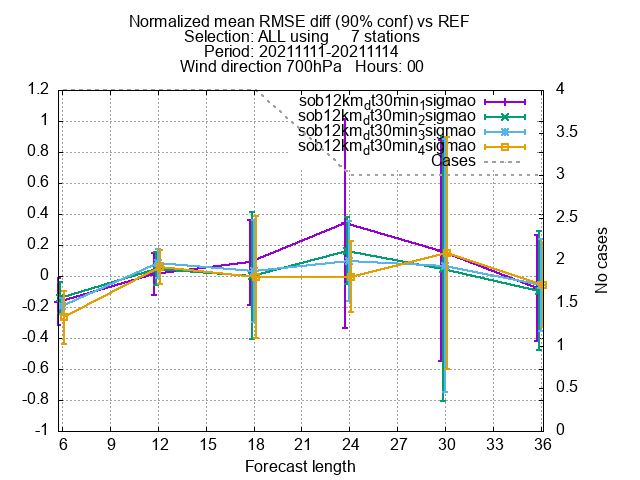 Normalized mean RMSE diff (90% conf) vs REF
Selection: ALL using 7 stations
Period: 20211111-20211114
Wind direction 700hPa Hours: 00
sob12km_dt30min_1sigmao
sob12km_dt30min_2sigmao
sob12km_dt30min_3sigmao
sob12km_dt30min_4sigmao
Cases
1.2
1
0.8
0.6
0.4
0.2
0
-0.2
-0.4
-0.6
-0.8
-1
4
3.5
3
2.5
2
1.5
1
0.5
0
No cases
6 9 12 15 18 21 24 27 30 33 36
Forecast length